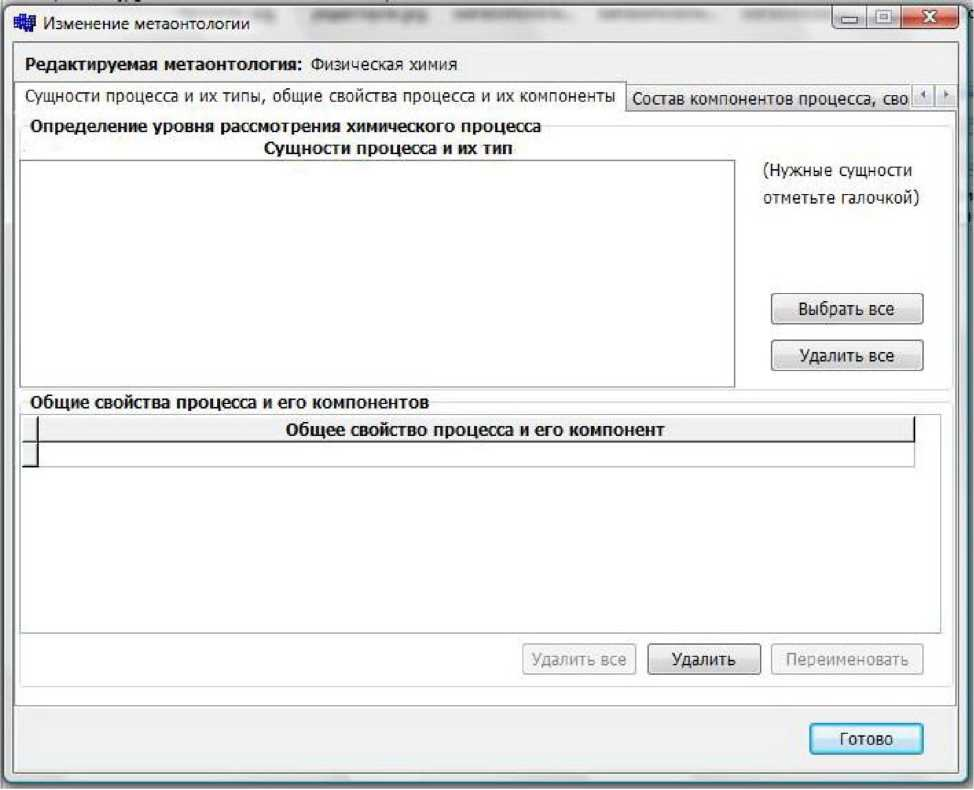 Изменение метаонтологии
Редактируемая метаонтология: Физическая химия
Сущности процесса и их типы, общие свойства процесса и их компоненты
Состав компонентов процесса, сво
Определение уровня рассмотрения химического процесса
Сущности процесса и их тип
(Нужные сущности
отметьте галочкой)
Выбрать все
Удалить все
Общие свойства процесса и его компонентов
Общее свойство процесса и его компонент
Удалить все
Удалить
Переименовать
Готово